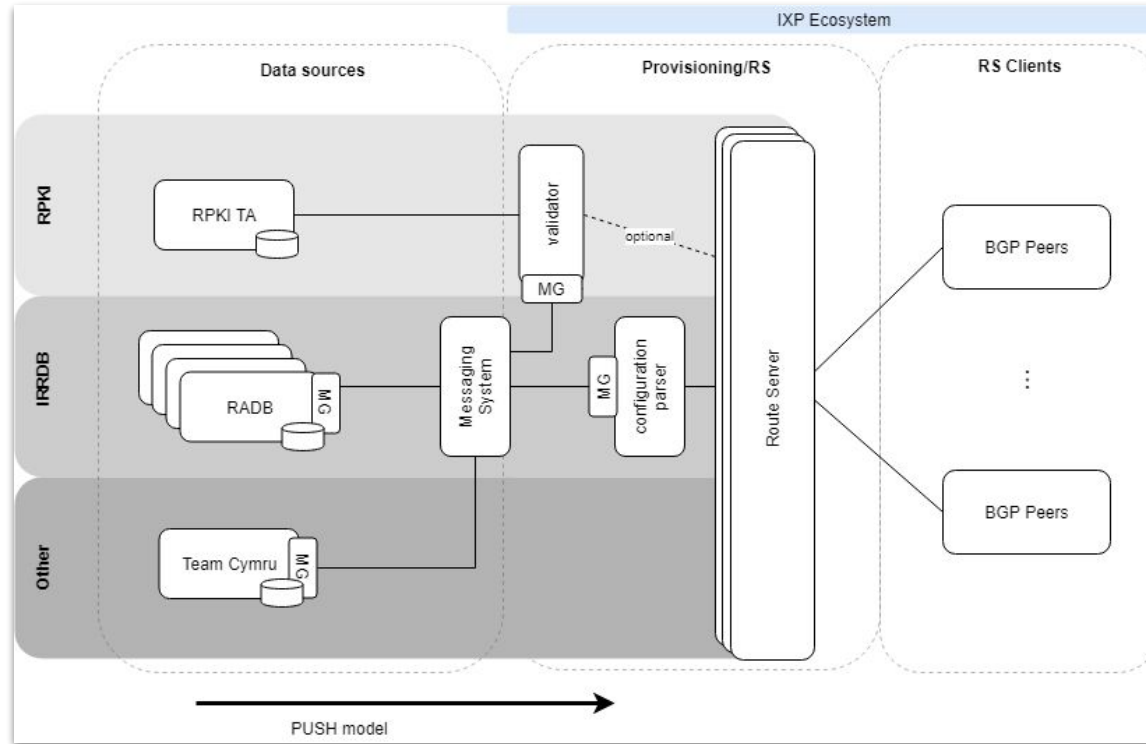 IXP Ecosystem
Data sources
Provisioning/RS
RS Clients
RPKI
RPKI TA
validator
MG
optional
BGP Peers
IRRDB
RADB
MG
Messaging
System
MG
configuration
parser
Route Server
...
BGP Peers
Other
Team Cymru
MG
PUSH model